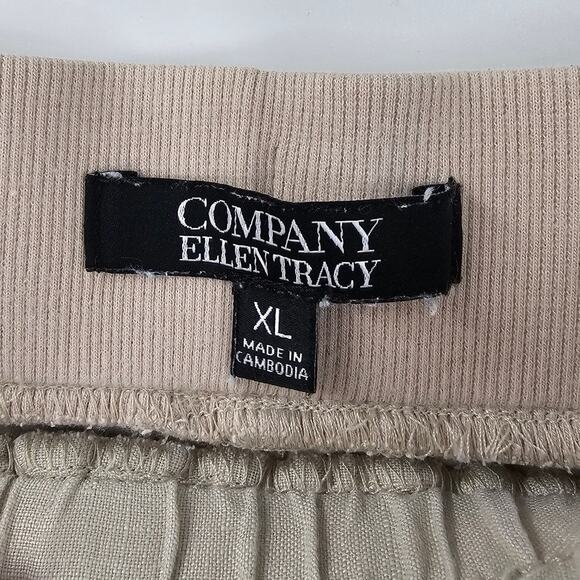 COMPANY
ELLEN TRACY
XL
MADE IN
CAMBODIA